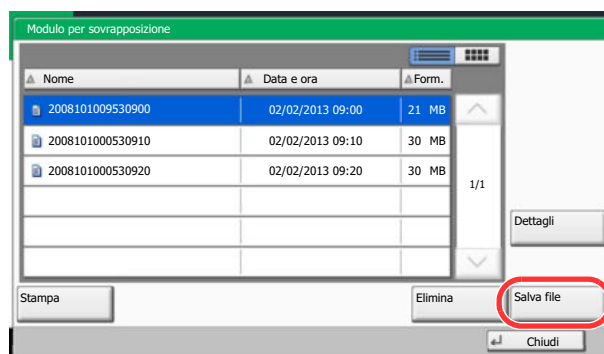 Modulo per sovrapposizione
Nome Data e ora Form.
2008101009530900 02/02/2013 09:00 21 MB
2008101000530910 02/02/2013 09:10 30 MB
2008101000530920 02/02/2013 09:20 30 MB
1/1
Dettagli
Stampa Elimina Salva file
Chiudi